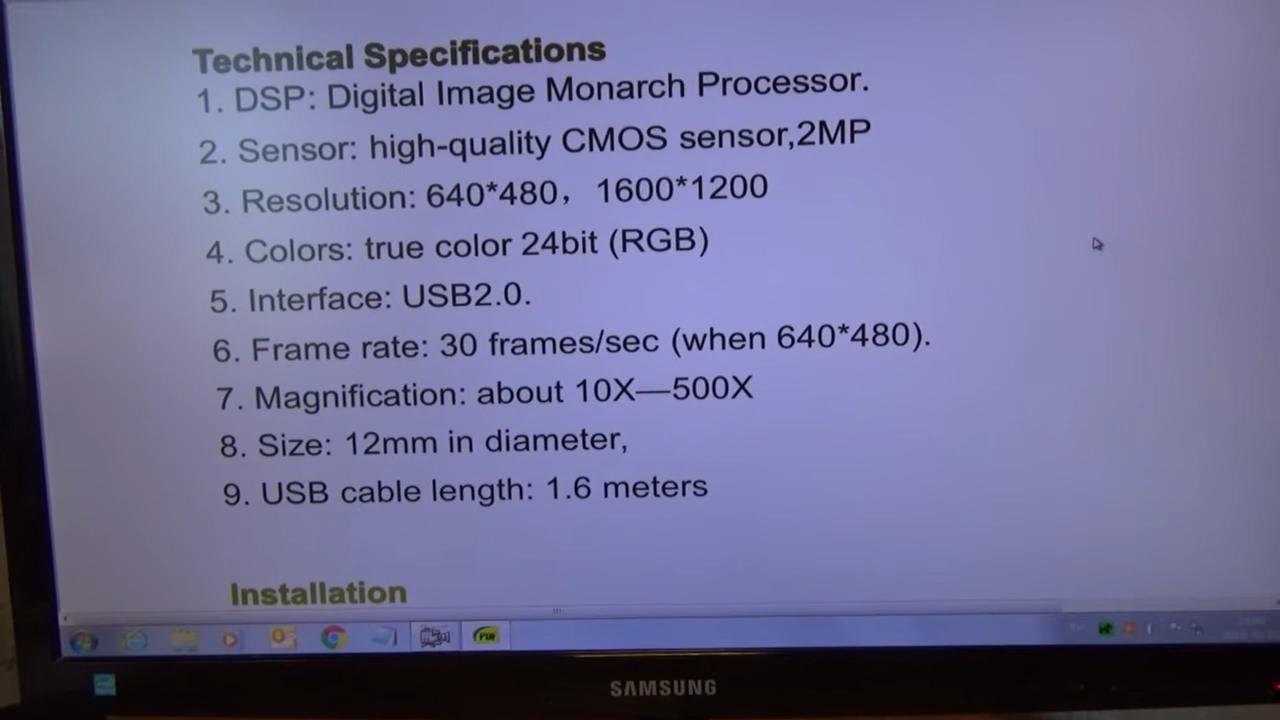 Technical Specifications
1. DSP: Digital Image Monarch Processor.
2. Sensor: high-quality CMOS sensor,2MP
3. Resolution: 640*480， 1600*1200
4. Colors: true color 24bit (RGB)
5. Interface: USB2.0.
6. Frame rate: 30 frames/sec (when 640*480).
7. Magnification: about 10X—500X
8. Size: 12mm in diameter,
9. USB cable length: 1.6 meters
Installation
SAMSUNG